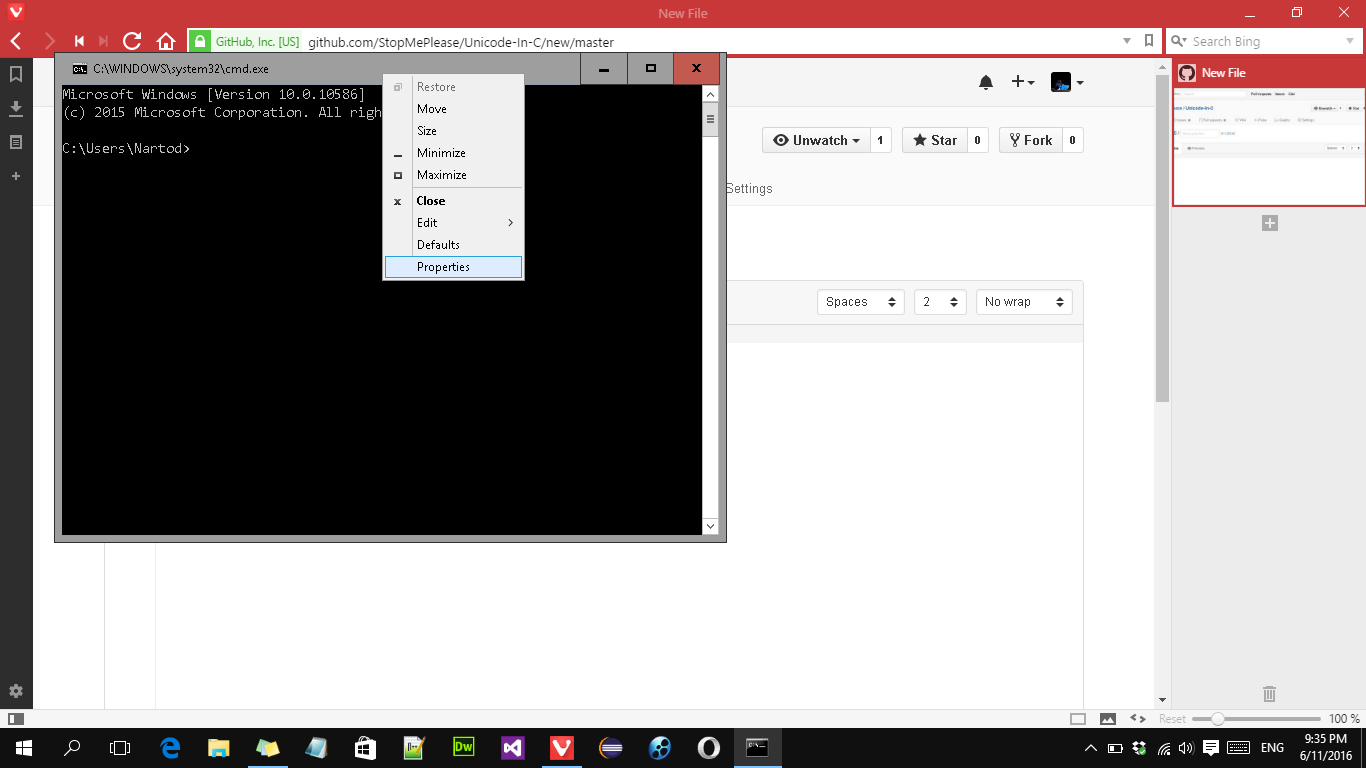 New File
GitHub, Inc. [US]
github.com/StopMePlease/Unicode-In-C/new/master
Search Bing
C:\WINDOWS\system32\cmd.exe
Microsoft Windows [Version 10.0.10586]
(c) 2015 Microsoft Corporation. All righ
C:\Users\Nartod>
Restore
Move
Size
Minimize
Maximize
Close
Edit
Defaults
Properties
Unwatch 1
Star 0
Fork 0
Settings
Spaces
2
No wrap
New File
Unicode-In-C
Reset
100 %
Dw
ENG
9:35 PM
6/11/2016